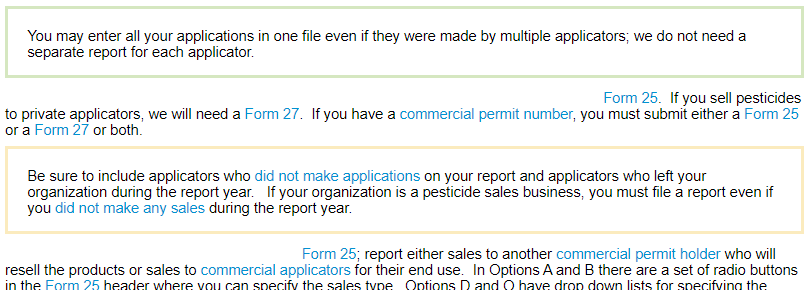 You may enter all your applications in one file even if they were made by multiple applicators; we do not need a
separate report for each applicator.
Form 25.  If you sell pesticides
to private applicators, we will need a Form 27.  If you have a commercial permit number, you must submit either a Form 25
or a Form 27 or both.
Be sure to include applicators who did not make applications on your report and applicators who left your
organization during the report year.   If your organization is a pesticide sales business, you must file a report even if
you did not make any sales during the report year.
Form 25; report either sales to another commercial permit holder who will
resell the products or sales to commercial applicators for their end use.  In Options A and B there are a set of radio buttons
in the Form 25 header where you can specify the sales type.  Options D and O have drop down lists for specifying the